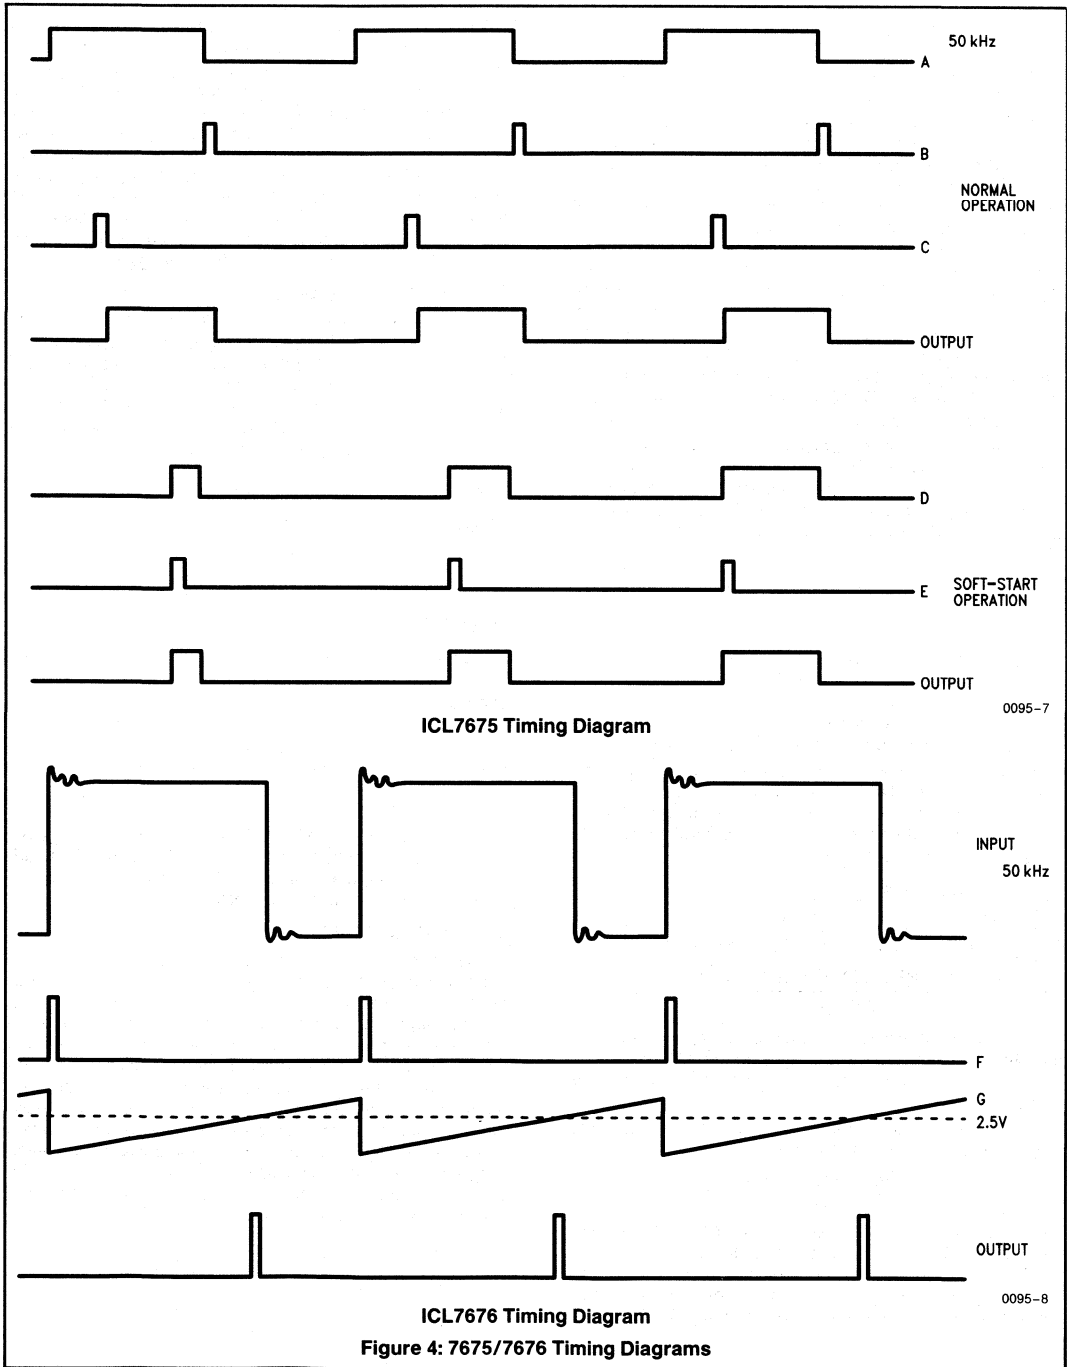 50 kHz
A
B
NORMAL
OPERATION
C
OUTPUT
D
E
SOFT-START
OPERATION
OUTPUT
0095-7
ICL7675 Timing Diagram
INPUT
50 kHz
F
G
2.5V
OUTPUT
0095-8
ICL7676 Timing Diagram
Figure 4: 7675/7676 Timing Diagrams